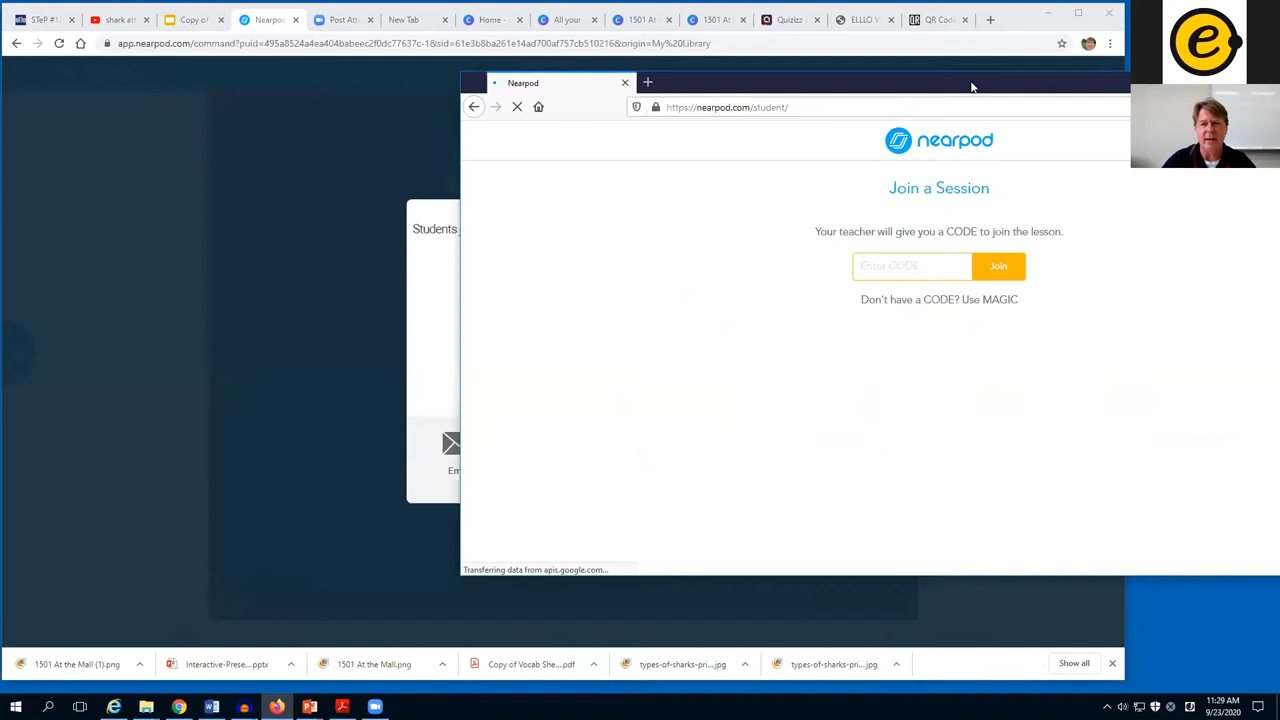 STeP #1:
shark att
Copy of
Nearpod
Post Att
New Tab
Home -
All your
1501 At
1501 At
Quizizz
ELLLO V
QR Code
app.nearpod.com/command?puid=495a8524a4ea404babeec2f06c77637c-1&sid=61e3b8ba261e14ad700af757cb510216&origin=My%20Library
e
Nearpod
https://nearpod.com/student/
nearpod
Join a Session
Your teacher will give you a CODE to join the lesson.
Students
Enter CODE
Join
Don't have a CODE? Use MAGIC
Em
Transferring data from apis.google.com...
1501 At the Mall (1).png
Interactive-Prese....pptx
1501 At the Mall.png
Copy of Vocab She....pdf
types-of-sharks-pri....jpg
types-of-sharks-pri....jpg
Show all
11:29 AM
9/23/2020